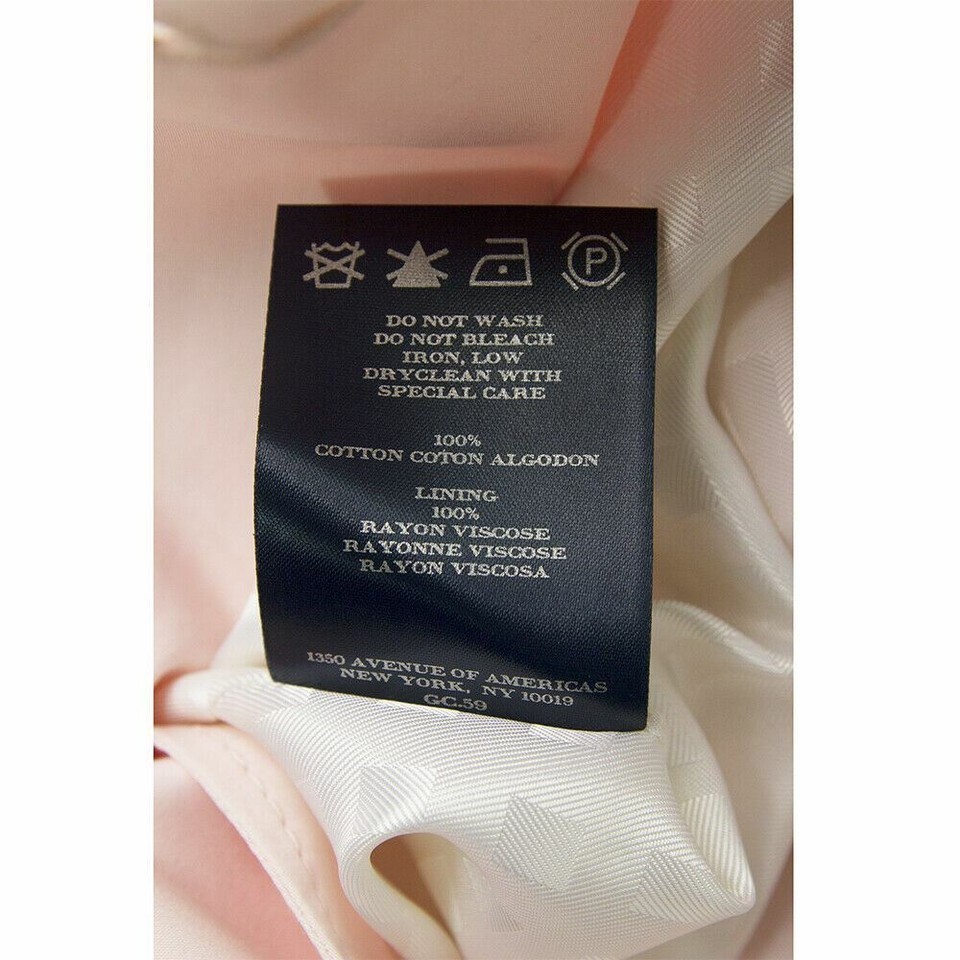 P
DO NOT WASH
DO NOT BLEACH
IRON, LOW
DRYCLEAN WITH
SPECIAL CARE
100%
COTTON COTON ALGODON
LINING
100%
RAYON VISCOSE
RAYONNE VISCOSE
RAYON VISCOSA
1350 AVENUE OF AMERICAS
NEW YORK, NY 10019
GC.59